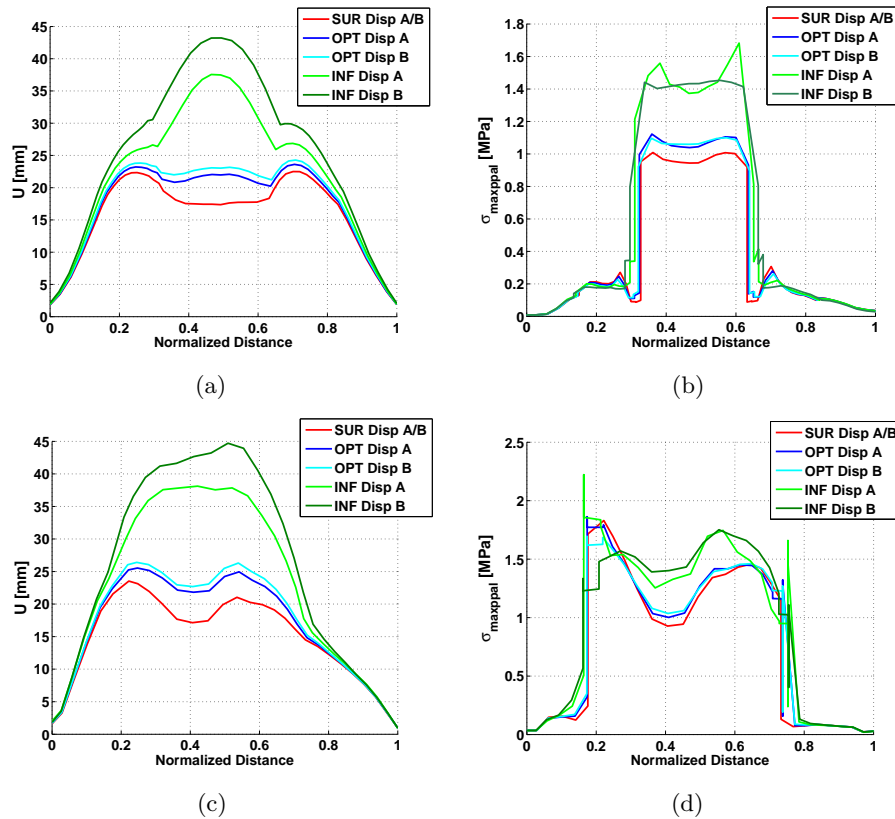 45
40
35
30
25
20
15
10
5
0
0
0.2
0.4
0.6
0.8
1
U [mm]
Normalized Distance
SUR Disp A/B
OPT Disp A
OPT Disp B
INF Disp A
INF Disp B
(a)
1.8
1.6
1.4
1.2
1
0.8
0.6
0.4
0.2
0
0
0.2
0.4
0.6
0.8
1
σmaxppal [MPa]
Normalized Distance
SUR Disp A/B
OPT Disp A
OPT Disp B
INF Disp A
INF Disp B
(b)
45
40
35
30
25
20
15
10
5
0
0
0.2
0.4
0.6
0.8
1
U [mm]
Normalized Distance
SUR Disp A/B
OPT Disp A
OPT Disp B
INF Disp A
INF Disp B
(c)
2.5
2
1.5
1
0.5
0
0
0.2
0.4
0.6
0.8
1
σmaxppal [MPa]
Normalized Distance
SUR Disp A/B
OPT Disp A
OPT Disp B
INF Disp A
INF Disp B
(d)